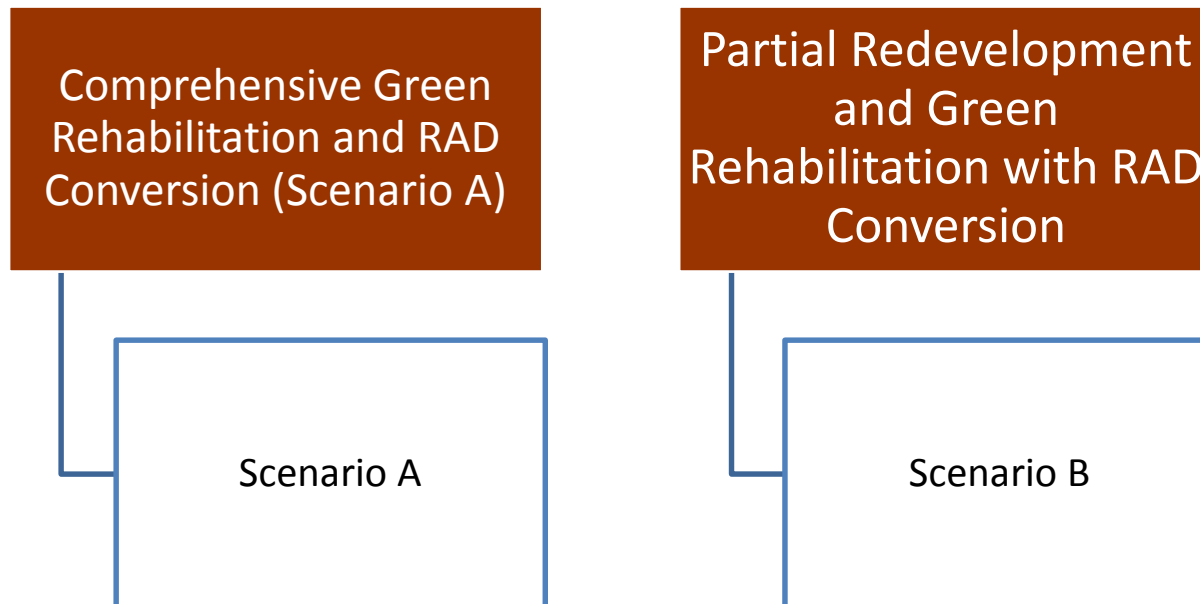 Comprehensive Green
Rehabilitation and RAD
Conversion (Scenario A)
Scenario A
Partial Redevelopment
and Green
Rehabilitation with RAD
Conversion
Scenario B